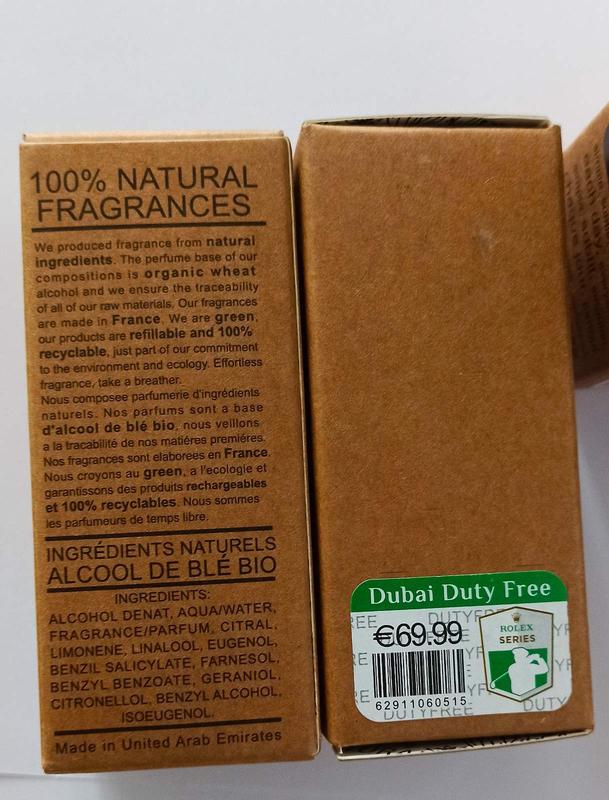 100% NATURAL
FRAGRANCES
We produced fragrance from natural
ingredients. The perfume base of our
compositions is organic wheat
alcohol and we ensure the traceability
of all of our raw materials. Our fragrances
are made in France. We are green,
our products are refillable and 100%
recyclable, just part of our commitment
to the environment and ecology. Effortless
fragrance, take a breather.
Nous composee parfumerie d'ingrédients
naturels. Nos parfums sont a base
d'alcool de blé bio, nous veillons
a la tracabilité de nos matiéres premiéres.
Nos fragrances sont elaborees en France.
Nous croyons au green, a l'ecologie et
garantissons des produits rechargeables
et 100% recyclables. Nous sommes
les parfumeurs de temps libre.
INGRÉDIENTS NATURELS
ALCOOL DE BLÉ BIO
INGREDIENTS:
ALCOHOL DENAT, AQUA/WATER,
FRAGRANCE/PARFUM, CITRAL,
LIMONENE, LINALOOL, EUGENOL,
BENZIL SALICYLATE, FARNESOL,
BENZYL BENZOATE, GERANIOL,
CITRONELLOL, BENZYL ALCOHOL,
ISOEUGENOL.
Made in United Arab Emirates
Dubai Duty Free
€69.99
ROLEX
SERIES
62911060515
DUTYFREE